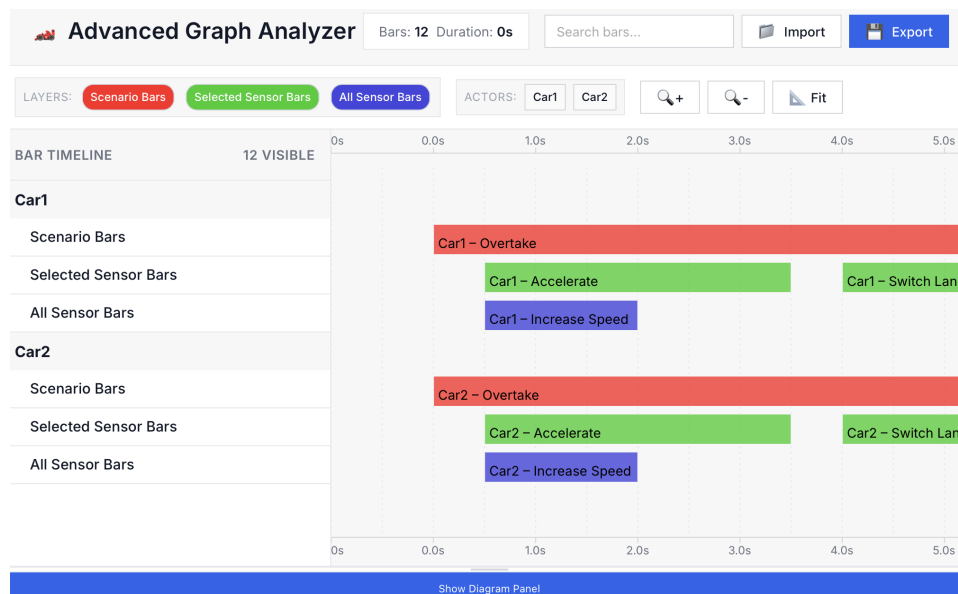 Advanced Graph Analyzer
Bars: 12 Duration: 0s
Search bars...
Import
Export
LAYERS: Scenario Bars Selected Sensor Bars All Sensor Bars
ACTORS: Car1 Car2
+
-
Fit
BAR TIMELINE 12 VISIBLE
0s 0.0s 1.0s 2.0s 3.0s 4.0s 5.0s
Car1
Scenario Bars
Car1 – Overtake
Selected Sensor Bars
Car1 – Accelerate
Car1 – Switch Lan
All Sensor Bars
Car1 – Increase Speed
Car2
Scenario Bars
Car2 – Overtake
Selected Sensor Bars
Car2 – Accelerate
Car2 – Switch Lan
All Sensor Bars
Car2 – Increase Speed
0s 0.0s 1.0s 2.0s 3.0s 4.0s 5.0s
Show Diagram Panel